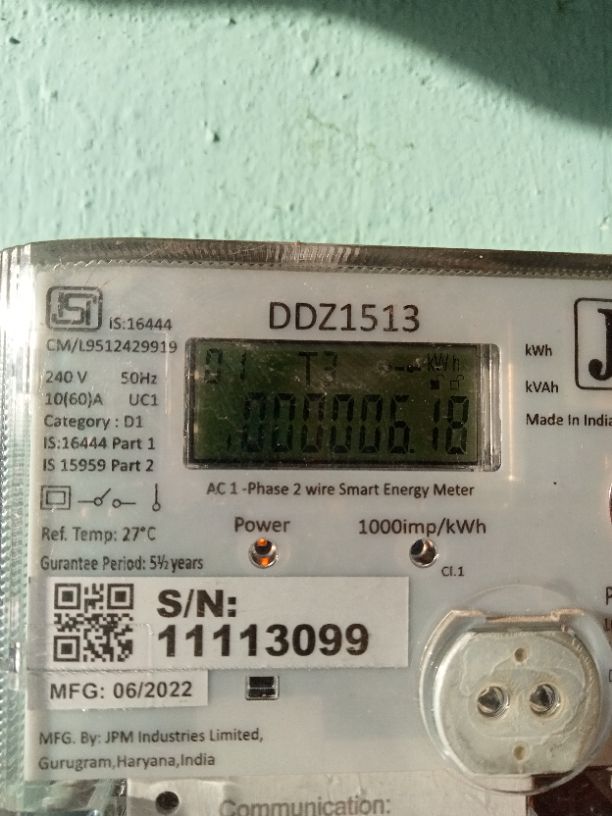 IS:16444
CM/L9512429919
DDZ1513
240 V 50Hz
10(60)A UC1
Category : D1
IS:16444 Part 1
IS 15959 Part 2
01 T3 kWh
000006.18
kWh
kVAh
Made In India
AC 1 -Phase 2 wire Smart Energy Meter
Ref. Temp: 27°C
Power
1000imp/kWh
Gurantee Period: 5½ years
Cl.1
S/N:
11113099
MFG: 06/2022
MFG. By: JPM Industries Limited,
Gurugram,Haryana,India
Communication: